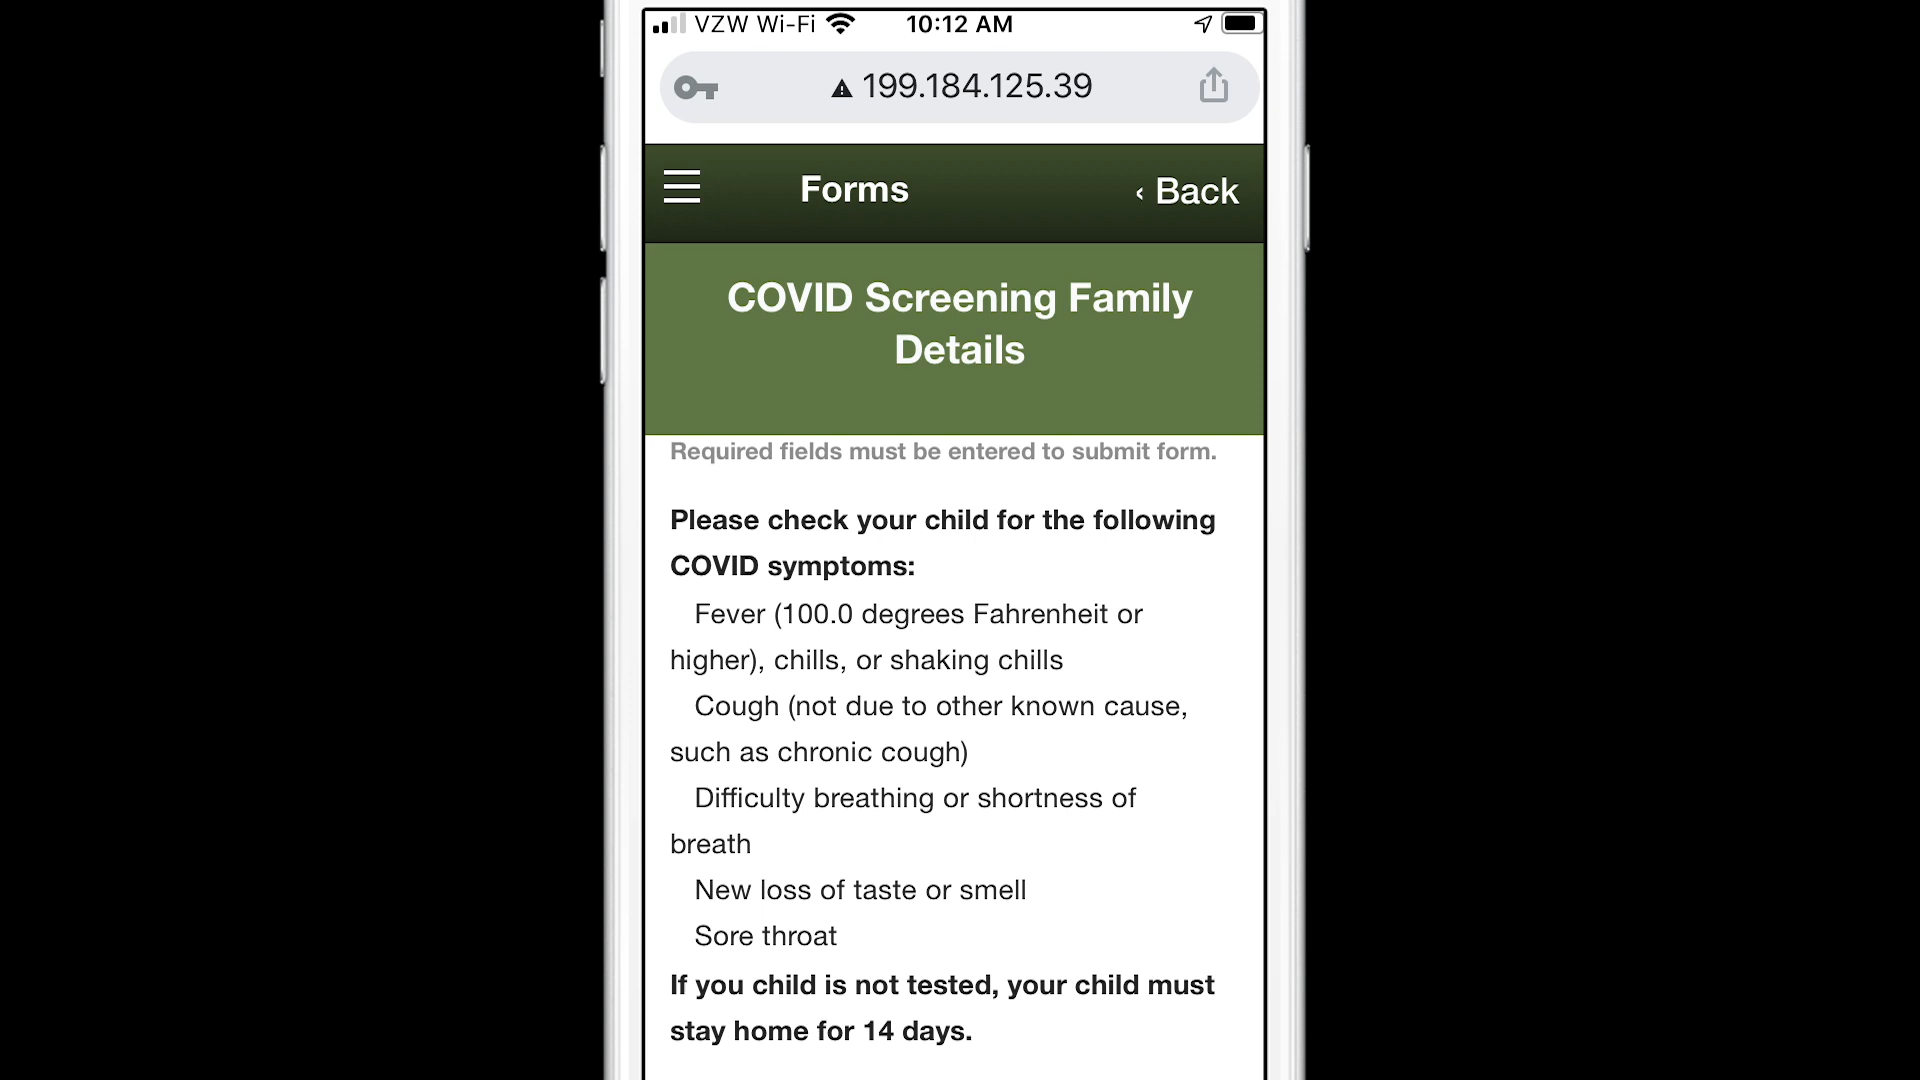 VZW Wi-Fi 10:12 AM
199.184.125.39
Forms ‹ Back
COVID Screening Family
Details
Required fields must be entered to submit form.
Please check your child for the following
COVID symptoms:
Fever (100.0 degrees Fahrenheit or
higher), chills, or shaking chills
Cough (not due to other known cause,
such as chronic cough)
Difficulty breathing or shortness of
breath
New loss of taste or smell
Sore throat
If you child is not tested, your child must
stay home for 14 days.